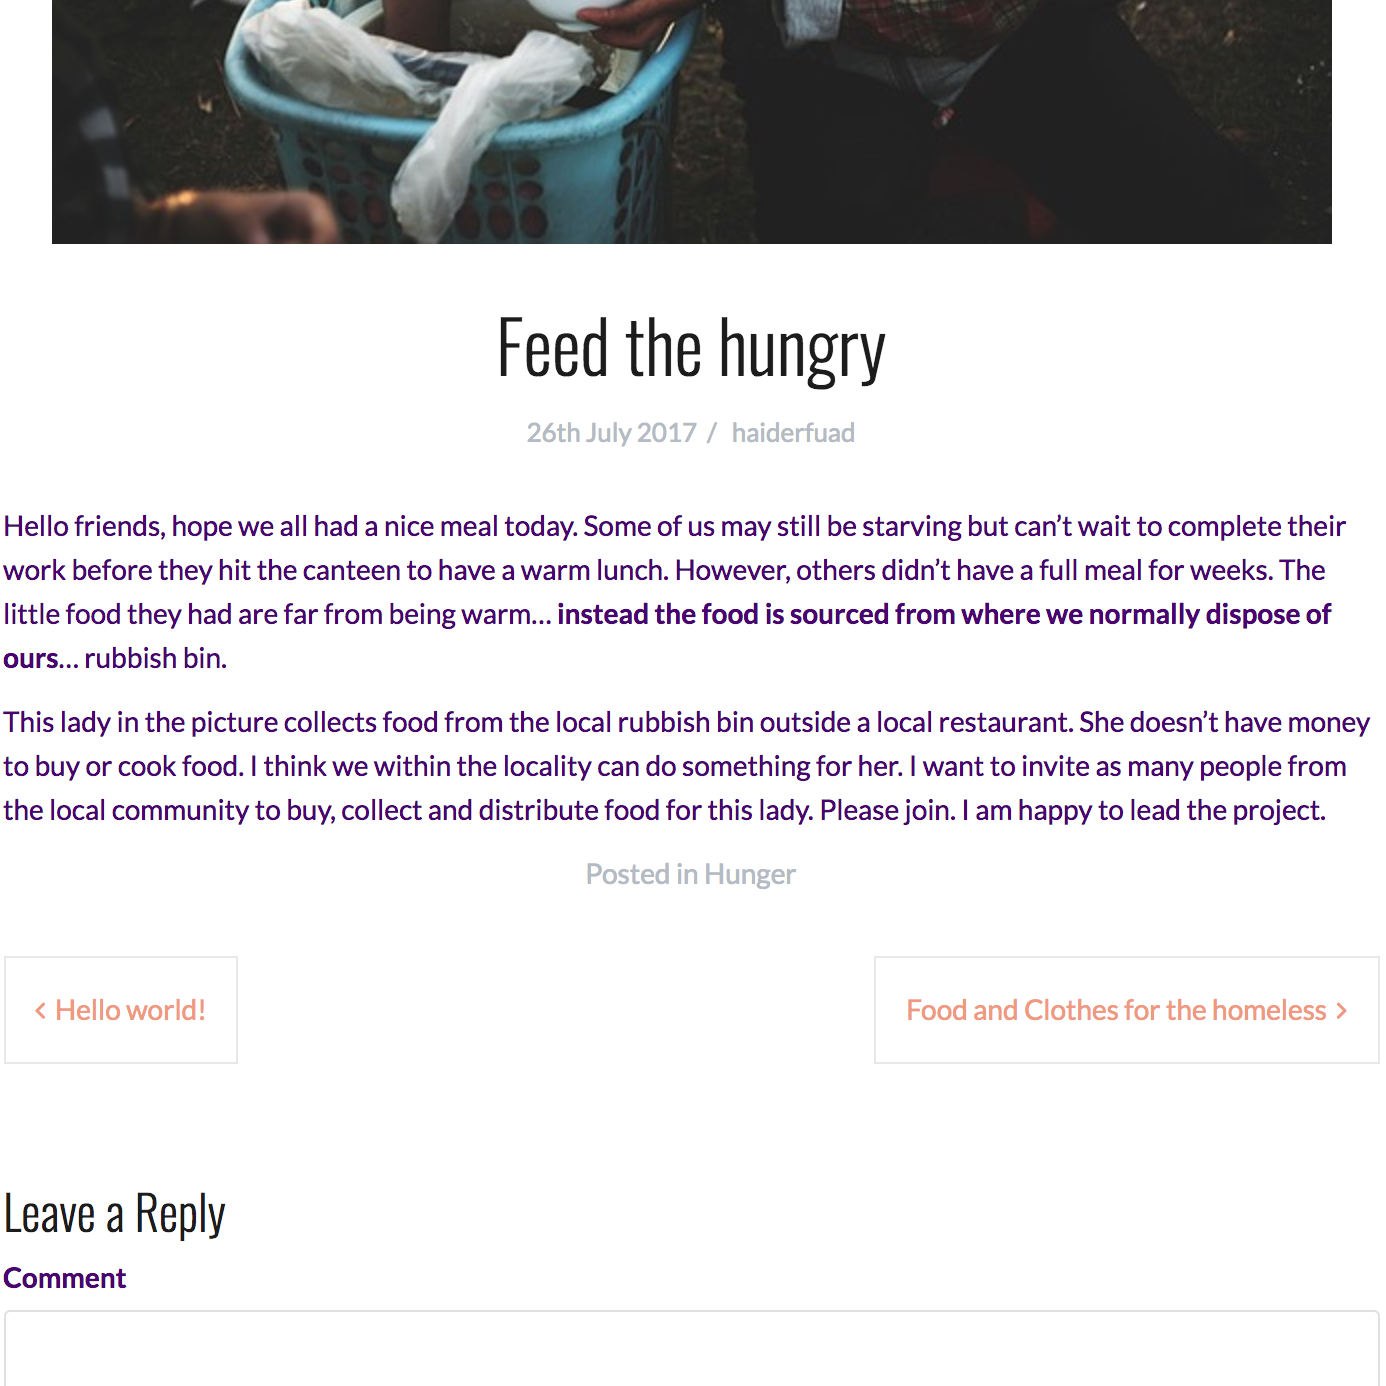 Feed the hungry
26th July 2017 / haiderfuad
Hello friends, hope we all had a nice meal today. Some of us may still be starving but can’t wait to complete their
work before they hit the canteen to have a warm lunch. However, others didn’t have a full meal for weeks. The
little food they had are far from being warm… instead the food is sourced from where we normally dispose of
ours… rubbish bin.
This lady in the picture collects food from the local rubbish bin outside a local restaurant. She doesn’t have money
to buy or cook food. I think we within the locality can do something for her. I want to invite as many people from
the local community to buy, collect and distribute food for this lady. Please join. I am happy to lead the project.
Posted in Hunger
‹ Hello world!
Food and Clothes for the homeless ›
Leave a Reply
Comment